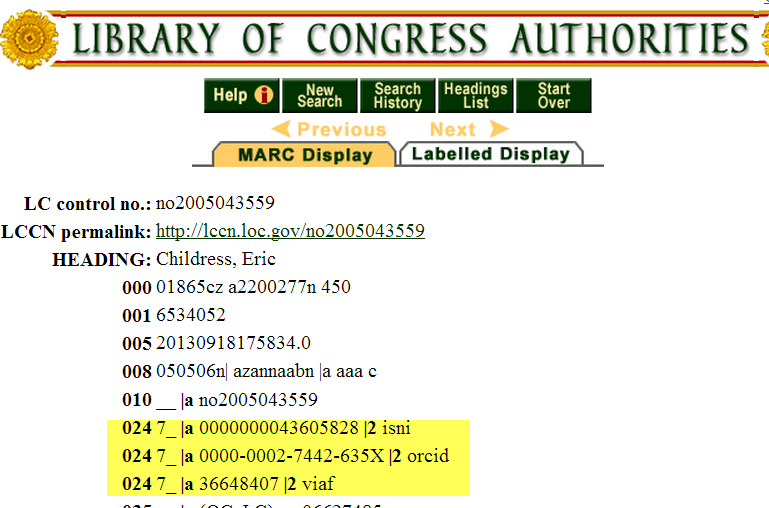 LIBRARY OF CONGRESS AUTHORITIES
Help i New Search Search History Headings List Start Over
Previous Next
MARC Display Labelled Display
LC control no.: no2005043559
LCCN permalink: http://lccn.loc.gov/no2005043559
HEADING: Childress, Eric
000 01865cz a2200277n 450
001 6534052
005 20130918175834.0
008 050506n| azannaabn |a aaa c
010 __ |a no2005043559
024 7_ |a 0000000043605828 |2 isni
024 7_ |a 0000-0002-7442-635X |2 orcid
024 7_ |a 36648407 |2 viaf